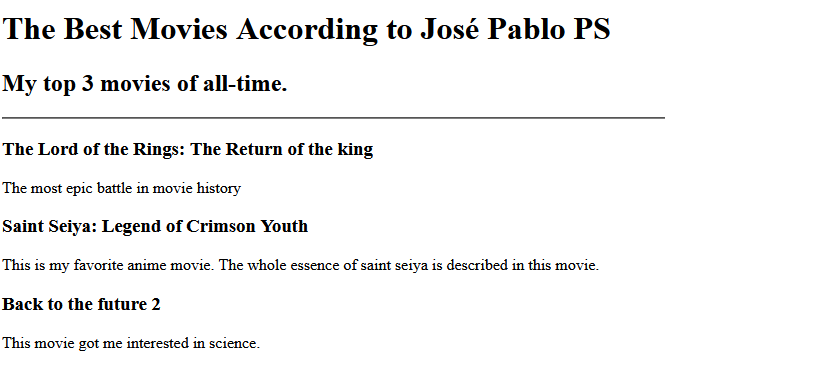 The Best Movies According to José Pablo PS
My top 3 movies of all-time.
The Lord of the Rings: The Return of the king
The most epic battle in movie history
Saint Seiya: Legend of Crimson Youth
This is my favorite anime movie. The whole essence of saint seiya is described in this movie.
Back to the future 2
This movie got me interested in science.